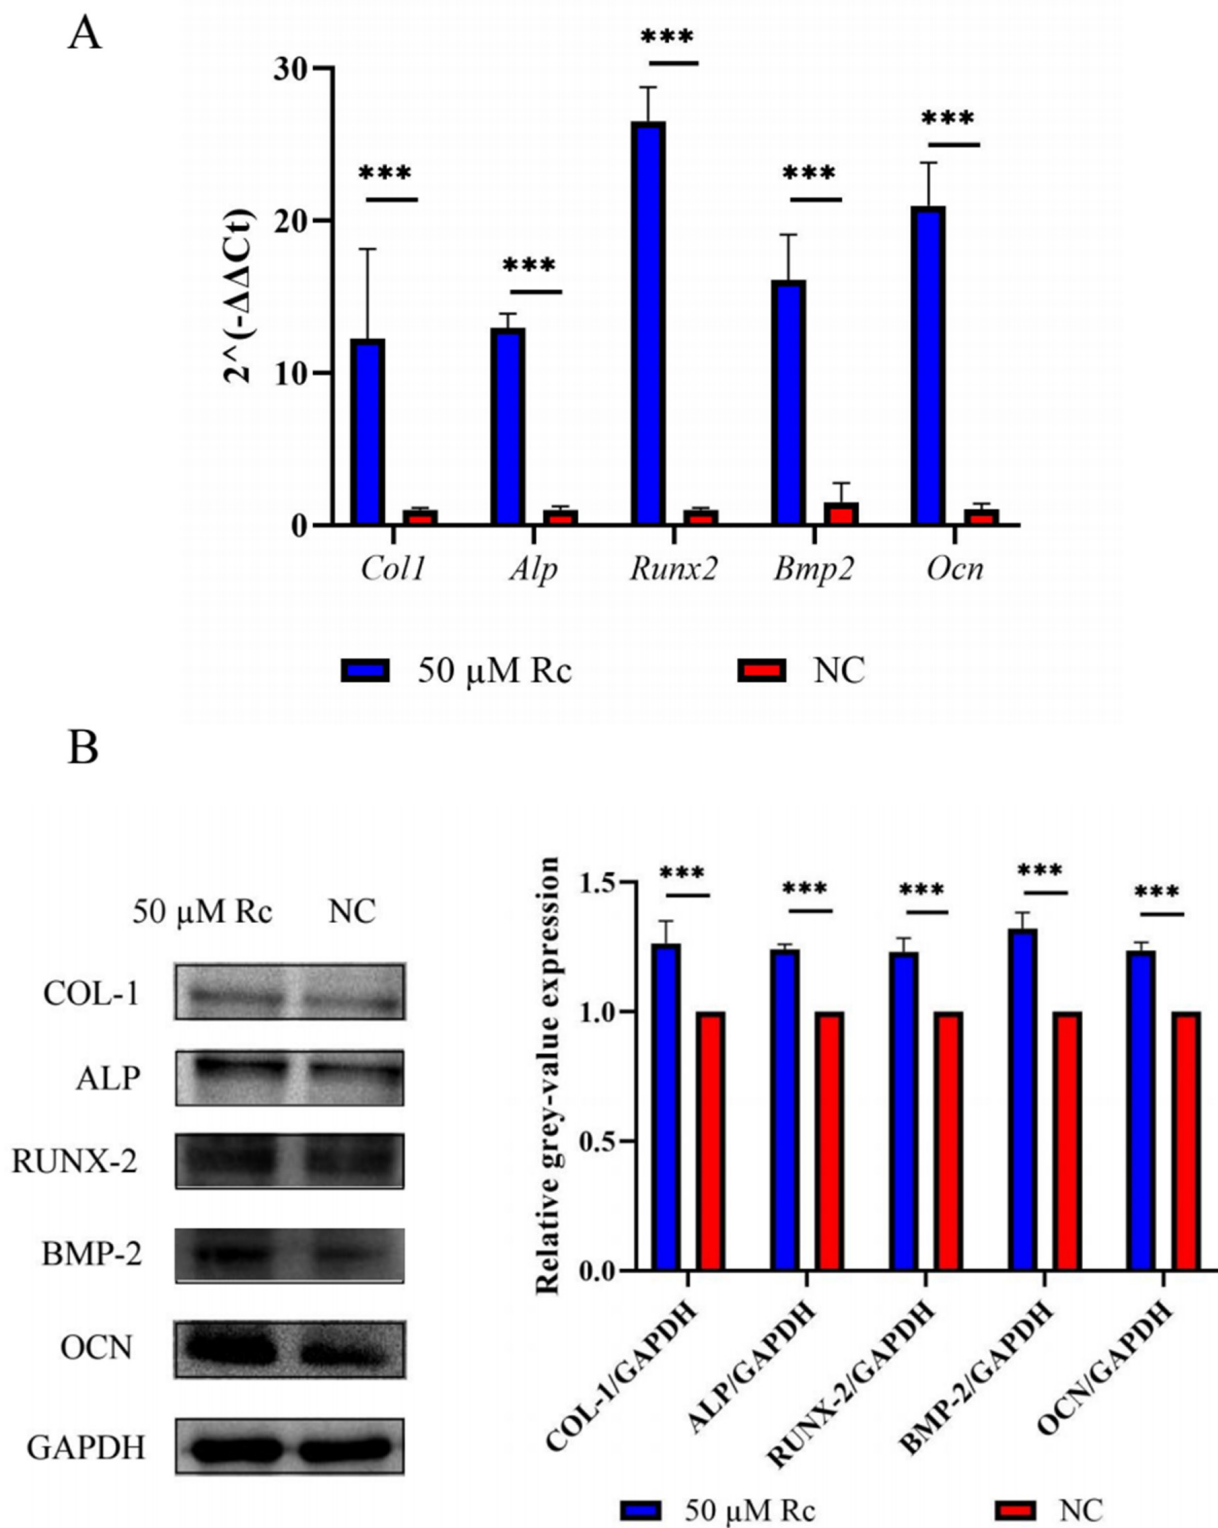 A
***
30
***
***
***
20
***
2^(-ΔΔCt)
10
0
Col1 Alp Runx2 Bmp2 Ocn
50 μM Rc NC
B
50 μM Rc NC
COL-1
ALP
RUNX-2
BMP-2
OCN
GAPDH
*** *** *** *** ***
1.5
1.0
0.5
0.0
Relative grey-value expression
COL-1/GAPDH
ALP/GAPDH
RUNX-2/GAPDH
BMP-2/GAPDH
OCN/GAPDH
50 μM Rc NC